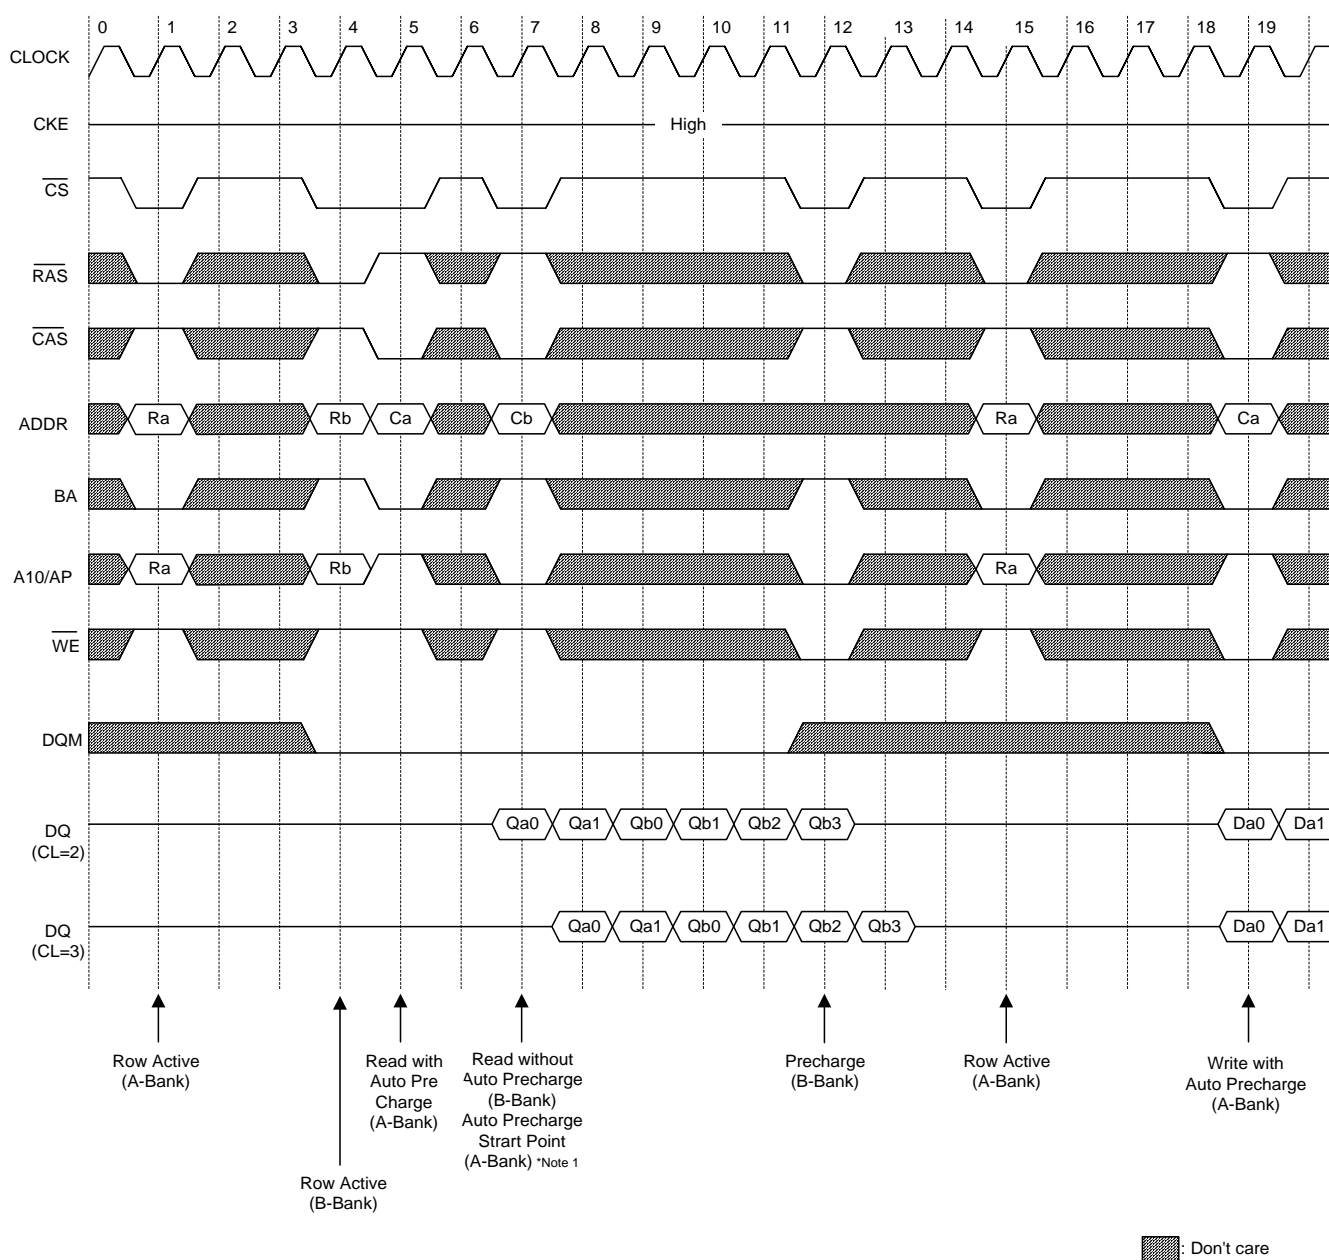 0 1 2 3 4 5 6 7 8 9 10 11 12 13 14 15 16 17 18 19
CLOCK
CKE High
CS
RAS
CAS
ADDR Ra Rb Ca Cb Ra Ca
BA
A10/AP Ra Rb Ra
WE
DQM
DQ
(CL=2)
Qa0 Qa1 Qb0 Qb1 Qb2 Qb3 Da0 Da1
DQ
(CL=3)
Qa0 Qa1 Qb0 Qb1 Qb2 Qb3 Da0 Da1
Row Active
(A-Bank)
Row Active
(B-Bank)
Read with
Auto Pre
Charge
(A-Bank)
Read without
Auto Precharge
(B-Bank)
Auto Precharge
Strart Point
(A-Bank) *Note 1
Precharge
(B-Bank)
Row Active
(A-Bank)
Write with
Auto Precharge
(A-Bank)
: Don't care